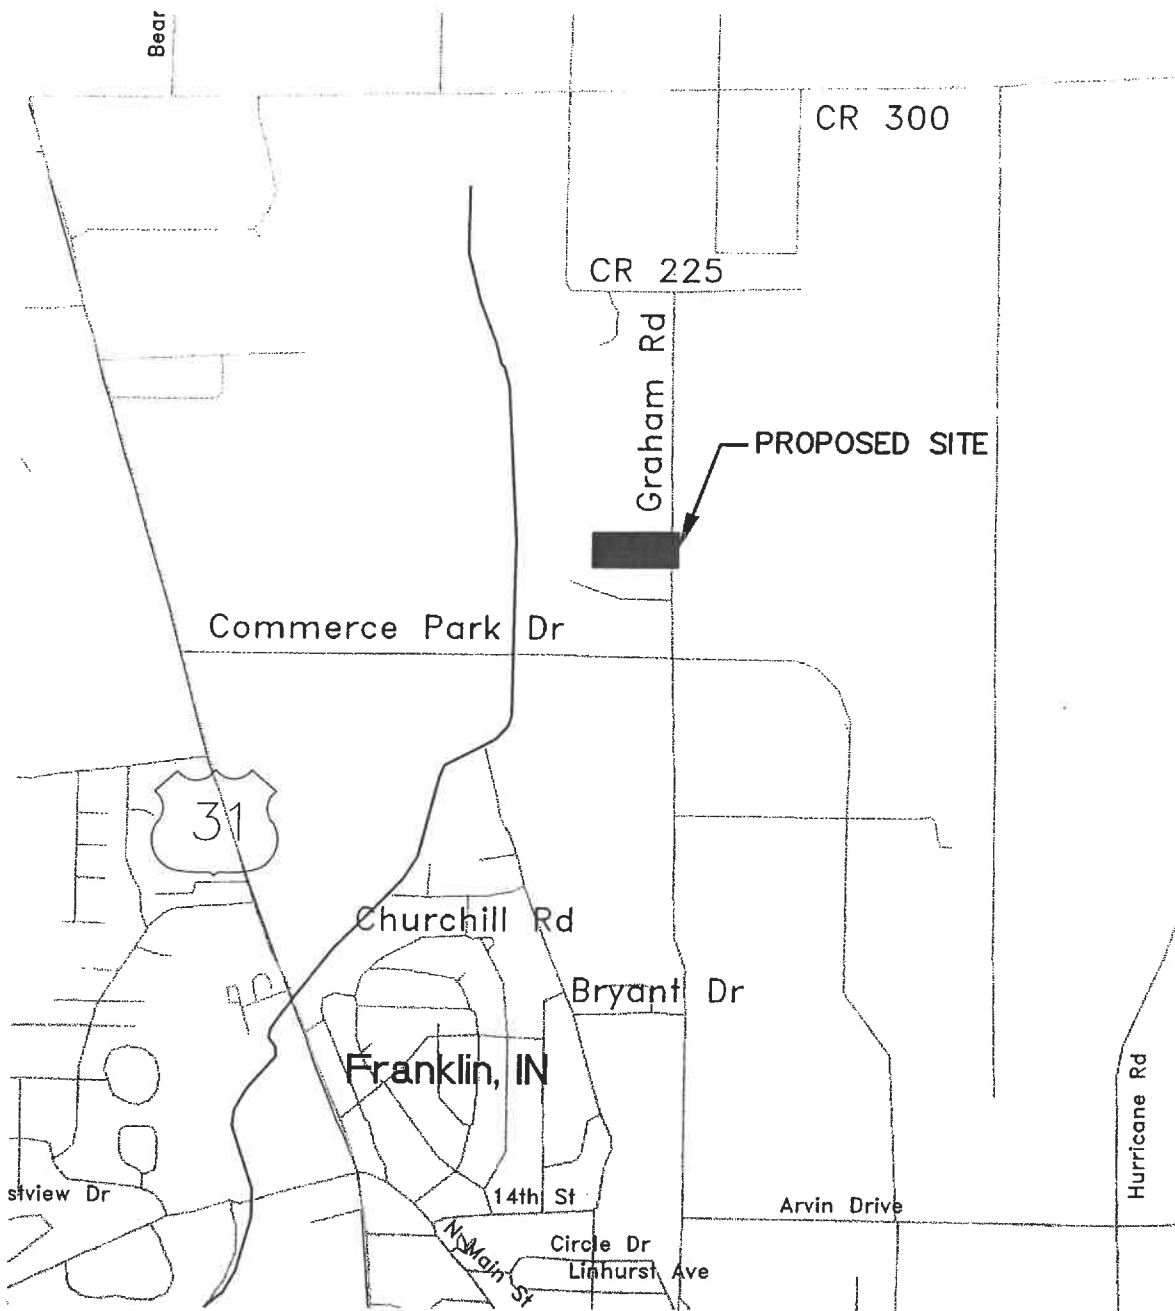 Bear
CR 300
CR 225
Graham Rd
PROPOSED SITE
Commerce Park Dr
31
Churchill Rd
Bryant Dr
Franklin, IN
Hurricane Rd
stview Dr
14th St
Arvin Drive
N Main St
Circle Dr
Linhurst Ave